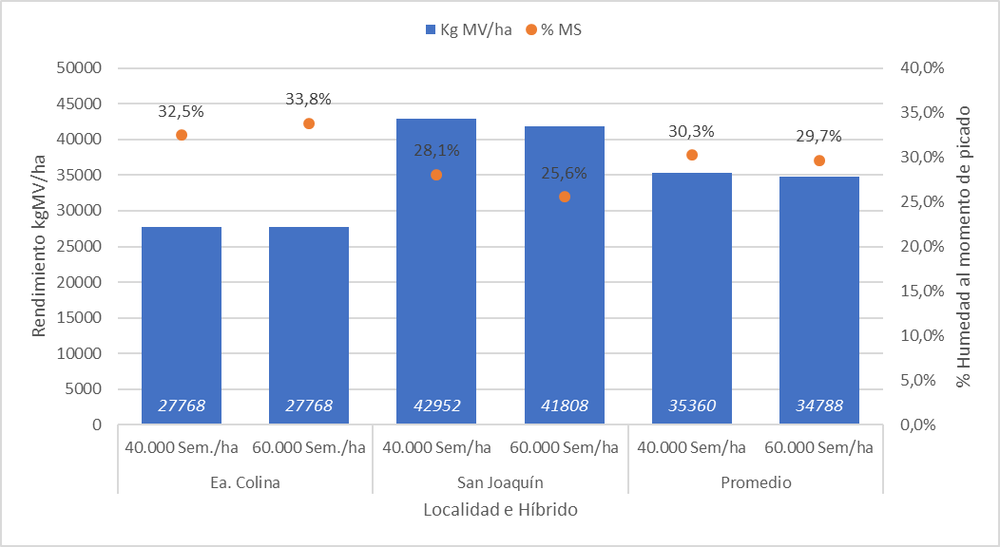 Kg MV/ha % MS
50000
45000
40000
35000
30000
25000
20000
15000
10000
5000
0
Rendimiento kgMV/ha
40,0%
35,0%
30,0%
25,0%
20,0%
15,0%
10,0%
5,0%
0,0%
% Humedad al momento de picado
32,5% 33,8% 28,1% 25,6% 30,3% 29,7%
27768 27768 42952 41808 35360 34788
40.000 Sem./ha 60.000 Sem./ha 40.000 Sem/ha 60.000 Sem/ha 40.000 Sem/ha 60.000 Sem/ha
Ea. Colina San Joaquín Promedio
Localidad e Híbrido